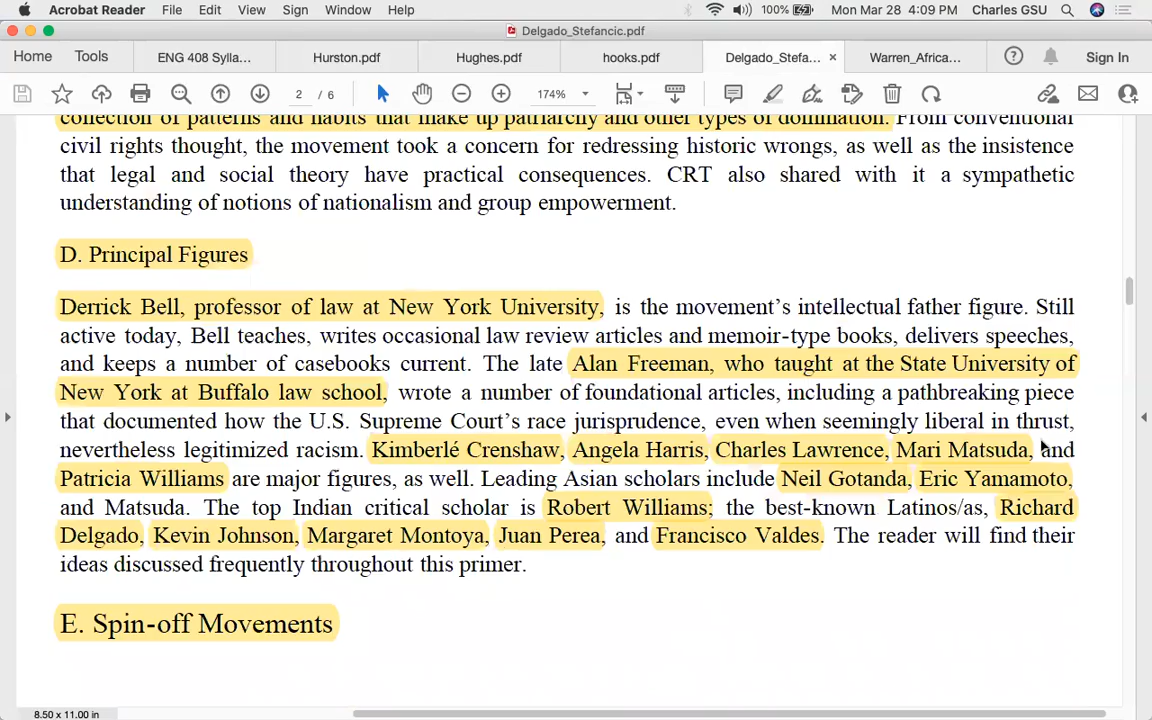 Acrobat Reader File Edit View Sign Window Help 100% Mon Mar 28 4:09 PM Charles GSU
Delgado_Stefancic.pdf
Home Tools ENG 408 Sylla... Hurston.pdf Hughes.pdf hooks.pdf Delgado_Stefa... × Warren_Africa... Sign In
2 / 6 174%
collection of patterns and habits that make up patriarchy and other types of domination. From conventional
civil rights thought, the movement took a concern for redressing historic wrongs, as well as the insistence
that legal and social theory have practical consequences. CRT also shared with it a sympathetic
understanding of notions of nationalism and group empowerment.
D. Principal Figures
Derrick Bell, professor of law at New York University, is the movement’s intellectual father figure. Still
active today, Bell teaches, writes occasional law review articles and memoir-type books, delivers speeches,
and keeps a number of casebooks current. The late Alan Freeman, who taught at the State University of
New York at Buffalo law school, wrote a number of foundational articles, including a pathbreaking piece
that documented how the U.S. Supreme Court’s race jurisprudence, even when seemingly liberal in thrust,
nevertheless legitimized racism. Kimberlé Crenshaw, Angela Harris, Charles Lawrence, Mari Matsuda, and
Patricia Williams are major figures, as well. Leading Asian scholars include Neil Gotanda, Eric Yamamoto,
and Matsuda. The top Indian critical scholar is Robert Williams; the best-known Latinos/as, Richard
Delgado, Kevin Johnson, Margaret Montoya, Juan Perea, and Francisco Valdes. The reader will find their
ideas discussed frequently throughout this primer.
E. Spin-off Movements
8.50 x 11.00 in